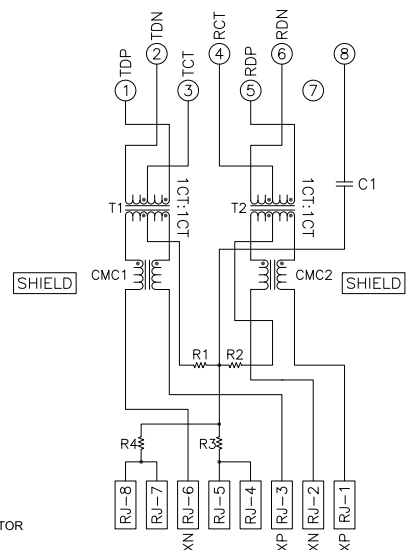 TDP
TDN
TCT
RCT
RDP
RDN
1
2
3
4
5
6
7
8
T1
1CT:1CT
T2
1CT:1CT
C1
SHIELD
CMC1
CMC2
SHIELD
R1
R2
R4
R3
RJ-8
RJ-7
RJ-6
RJ-5
RJ-4
RJ-3
RJ-2
RJ-1
XN
XP
XN
XP
TOR